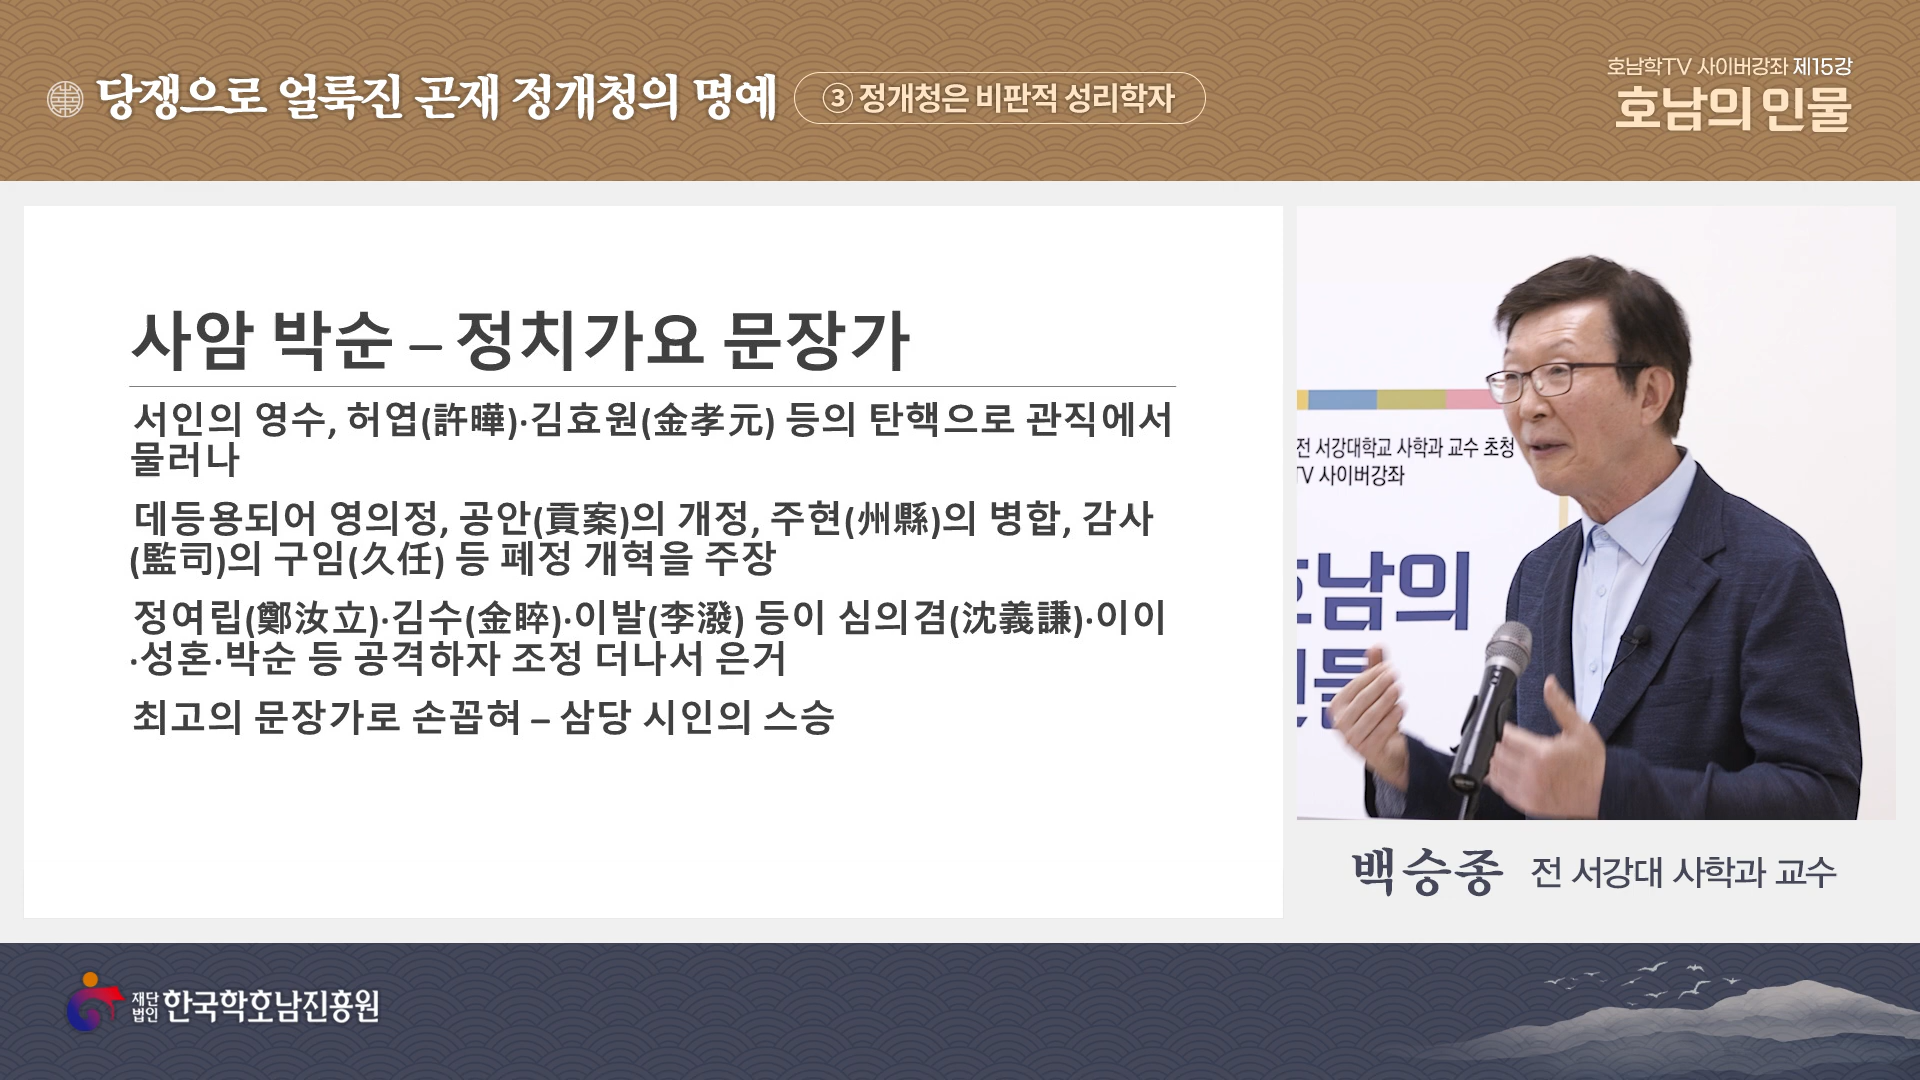 당쟁으로 얼룩진 곤재 정개청의 명예
③ 정개청은 비판적 성리학자
호남학TV 사이버강좌 제15강
호남의 인물
사암 박순 – 정치가요 문장가
서인의 영수, 허엽(許曄)·김효원(金孝元) 등의 탄핵으로 관직에서
물러나
데등용되어 영의정, 공안(貢案)의 개정, 주현(州縣)의 병합, 감사
(監司)의 구임(久任) 등 폐정 개혁을 주장
정여립(鄭汝立)·김수(金睟)·이발(李潑) 등이 심의겸(沈義謙)·이이
·성혼·박순 등 공격하자 조정 더나서 은거
최고의 문장가로 손꼽혀 – 삼당 시인의 스승
전 서강대학교 사학과 교수 초청
TV 사이버강좌
호남의
인물
백승종 전 서강대 사학과 교수
재단법인 한국학호남진흥원